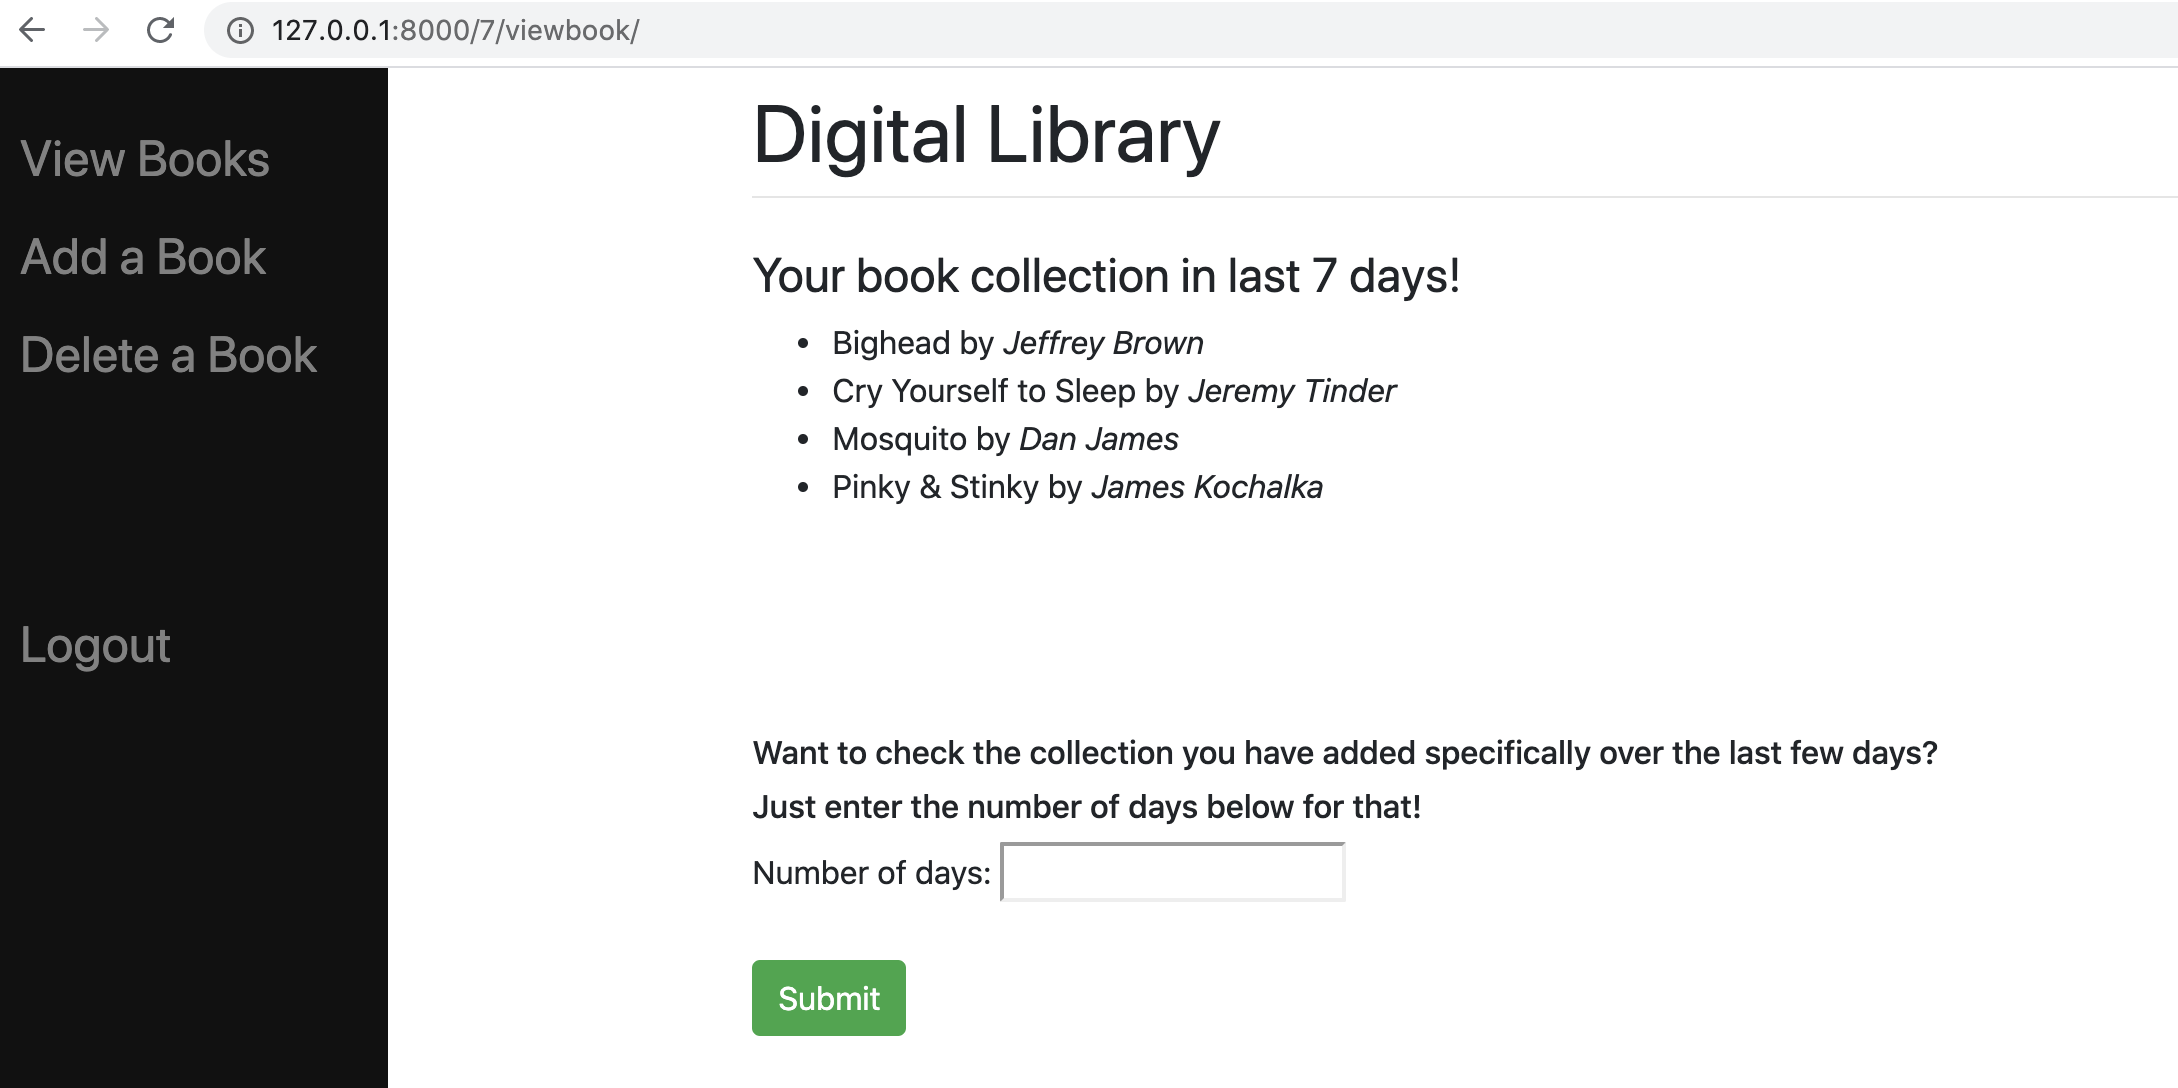 127.0.0.1:8000/7/viewbook/
View Books
Add a Book
Delete a Book
Logout
Digital Library
Your book collection in last 7 days!
Bighead by Jeffrey Brown
Cry Yourself to Sleep by Jeremy Tinder
Mosquito by Dan James
Pinky & Stinky by James Kochalka
Want to check the collection you have added specifically over the last few days?
Just enter the number of days below for that!
Number of days:
Submit